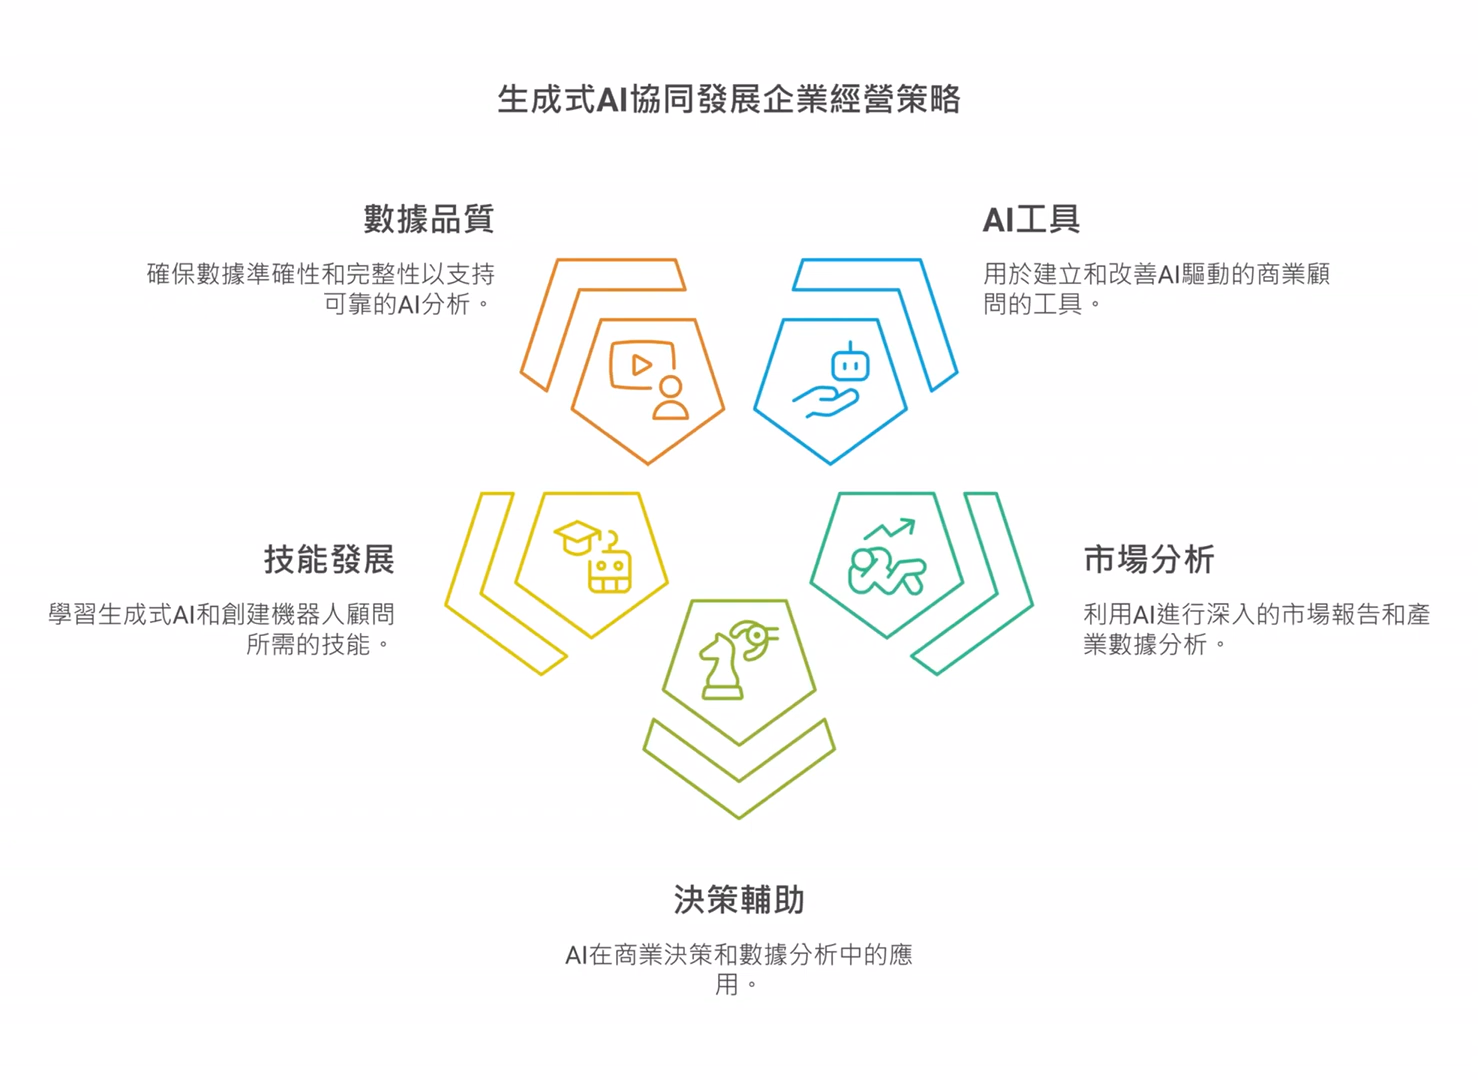 生成式AI協同發展企業經營策略
數據品質
確保數據準確性和完整性以支持
可靠的AI分析。
AI工具
用於建立和改善AI驅動的商業顧
問的工具。
技能發展
學習生成式AI和創建機器人顧問
所需的技能。
市場分析
利用AI進行深入的市場報告和產
業數據分析。
決策輔助
AI在商業決策和數據分析中的應
用。